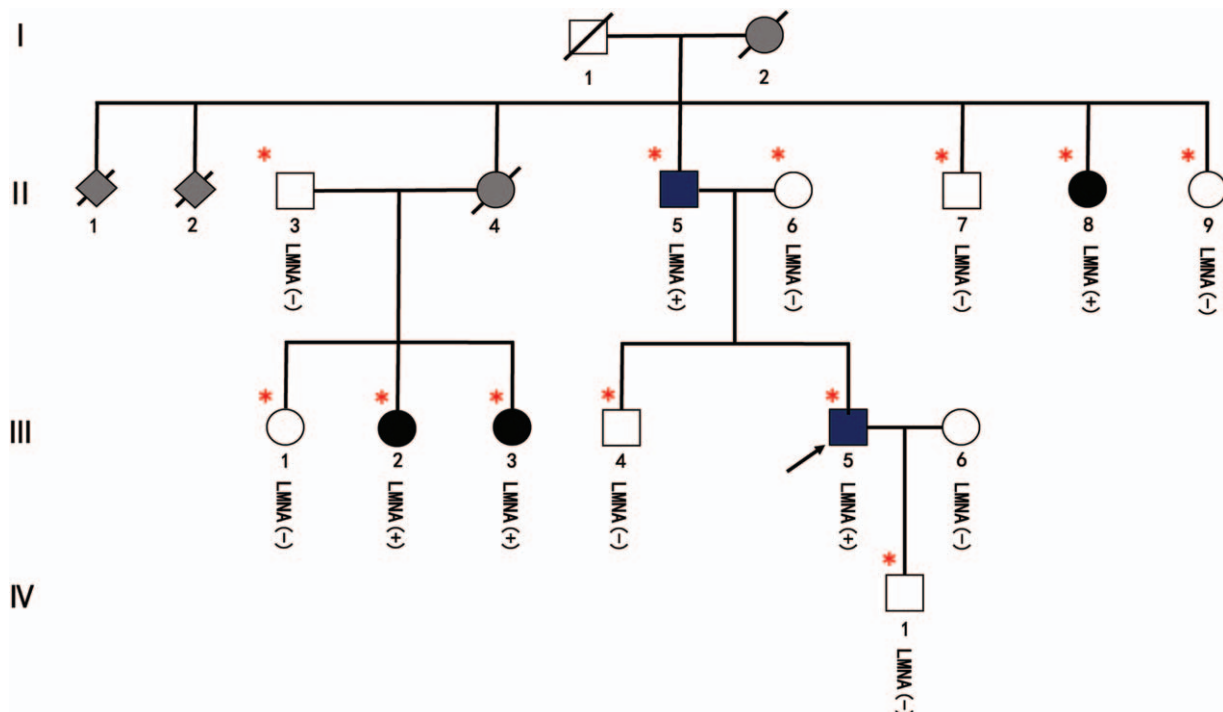 I
1
2
II
1
2
3
4
5
6
7
8
9
LMNA(-)
LMNA(+)
LMNA(-)
LMNA(-)
LMNA(+)
LMNA(-)
III
1
2
3
4
5
6
LMNA(-)
LMNA(+)
LMNA(+)
LMNA(-)
LMNA(+)
LMNA(-)
IV
1
LMNA(-)